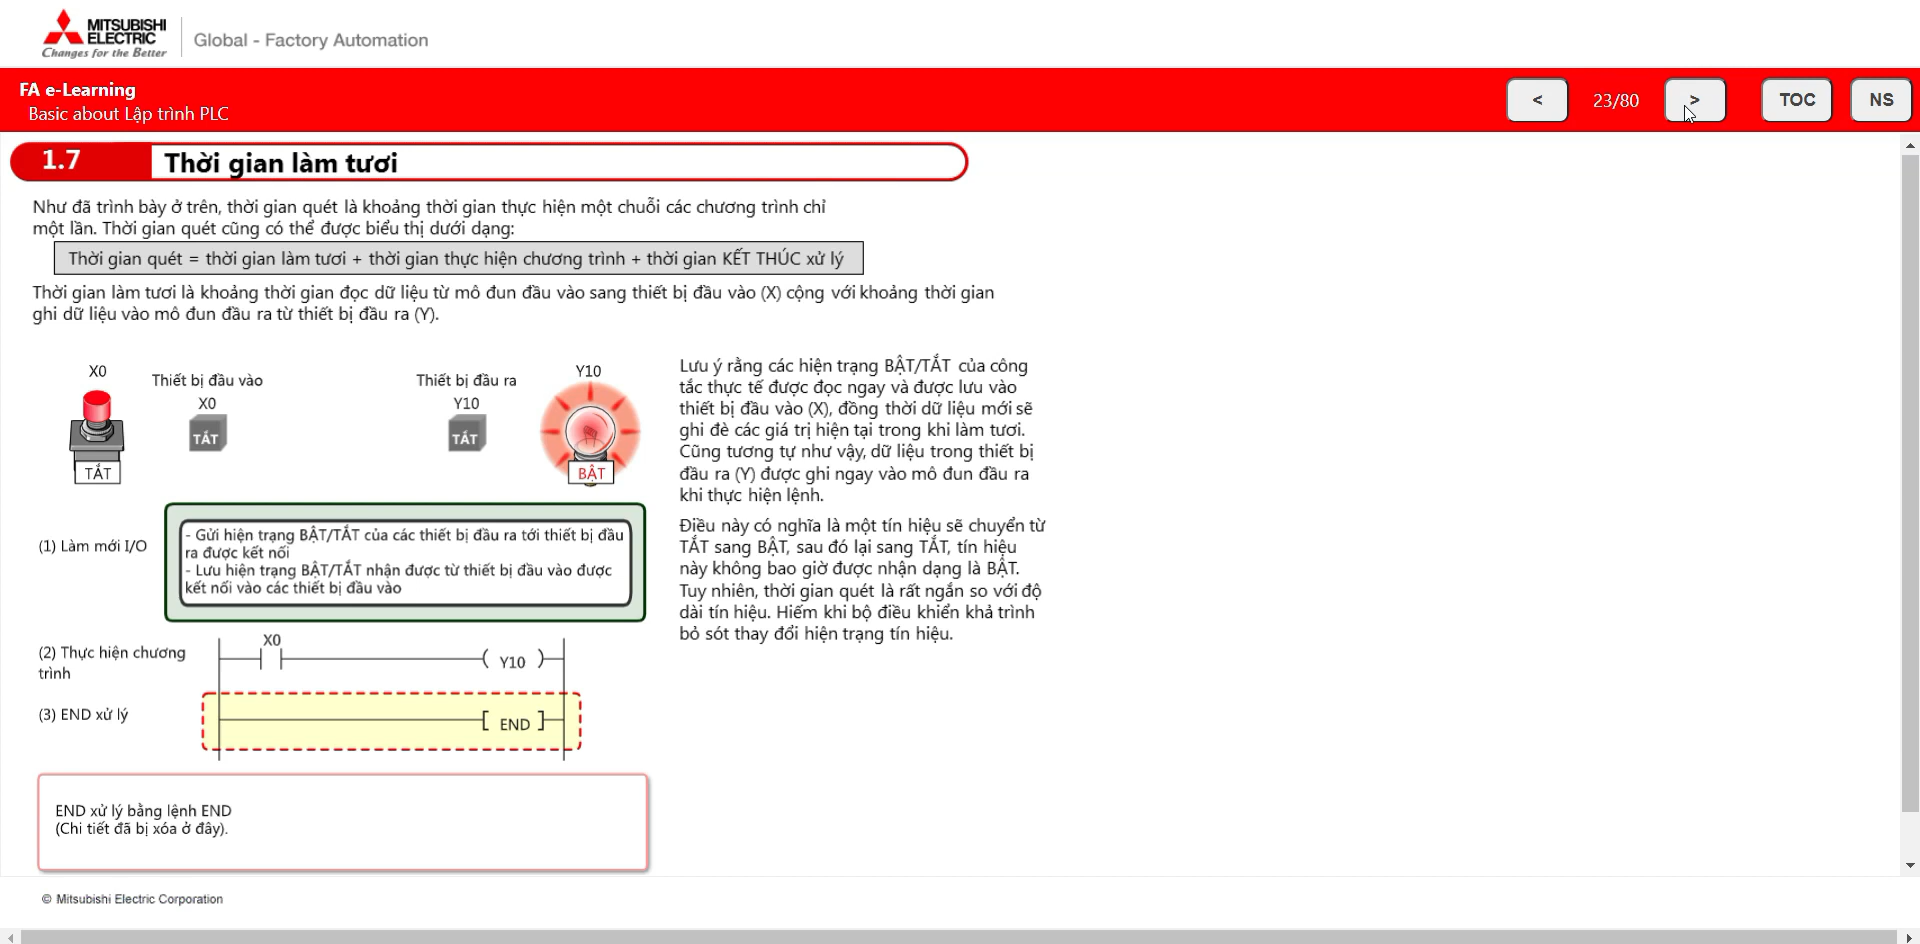 MITSUBISHI
ELECTRIC
Changes for the Better
Global - Factory Automation
FA e-Learning
Basic about Lập trình PLC
<
23/80
>
TOC
NS
1.7
Thời gian làm tươi
Như đã trình bày ở trên, thời gian quét là khoảng thời gian thực hiện một chuỗi các chương trình chỉ
một lần. Thời gian quét cũng có thể được biểu thị dưới dạng:
Thời gian quét = thời gian làm tươi + thời gian thực hiện chương trình + thời gian KẾT THÚC xử lý
Thời gian làm tươi là khoảng thời gian đọc dữ liệu từ mô đun đầu vào sang thiết bị đầu vào (X) cộng với khoảng thời gian
ghi dữ liệu vào mô đun đầu ra từ thiết bị đầu ra (Y).
X0
Thiết bị đầu vào
X0
TẮT
TẮT
Thiết bị đầu ra
Y10
TẮT
Y10
BẬT
(1) Làm mới I/O
- Gửi hiện trạng BẬT/TẮT của các thiết bị đầu ra tới thiết bị đầu
ra được kết nối
- Lưu hiện trạng BẬT/TẮT nhận được từ thiết bị đầu vào được
kết nối vào các thiết bị đầu vào
(2) Thực hiện chương
trình
X0
Y10
(3) END xử lý
END
END xử lý bằng lệnh END
(Chi tiết đã bị xóa ở đây).
Lưu ý rằng các hiện trạng BẬT/TẮT của công
tắc thực tế được đọc ngay và được lưu vào
thiết bị đầu vào (X), đồng thời dữ liệu mới sẽ
ghi đè các giá trị hiện tại trong khi làm tươi.
Cũng tương tự như vậy, dữ liệu trong thiết bị
đầu ra (Y) được ghi ngay vào mô đun đầu ra
khi thực hiện lệnh.
Điều này có nghĩa là một tín hiệu sẽ chuyển từ
TẮT sang BẬT, sau đó lại sang TẮT, tín hiệu
này không bao giờ được nhận dạng là BẬT.
Tuy nhiên, thời gian quét là rất ngắn so với độ
dài tín hiệu. Hiếm khi bộ điều khiển khả trình
bỏ sót thay đổi hiện trạng tín hiệu.
© Mitsubishi Electric Corporation